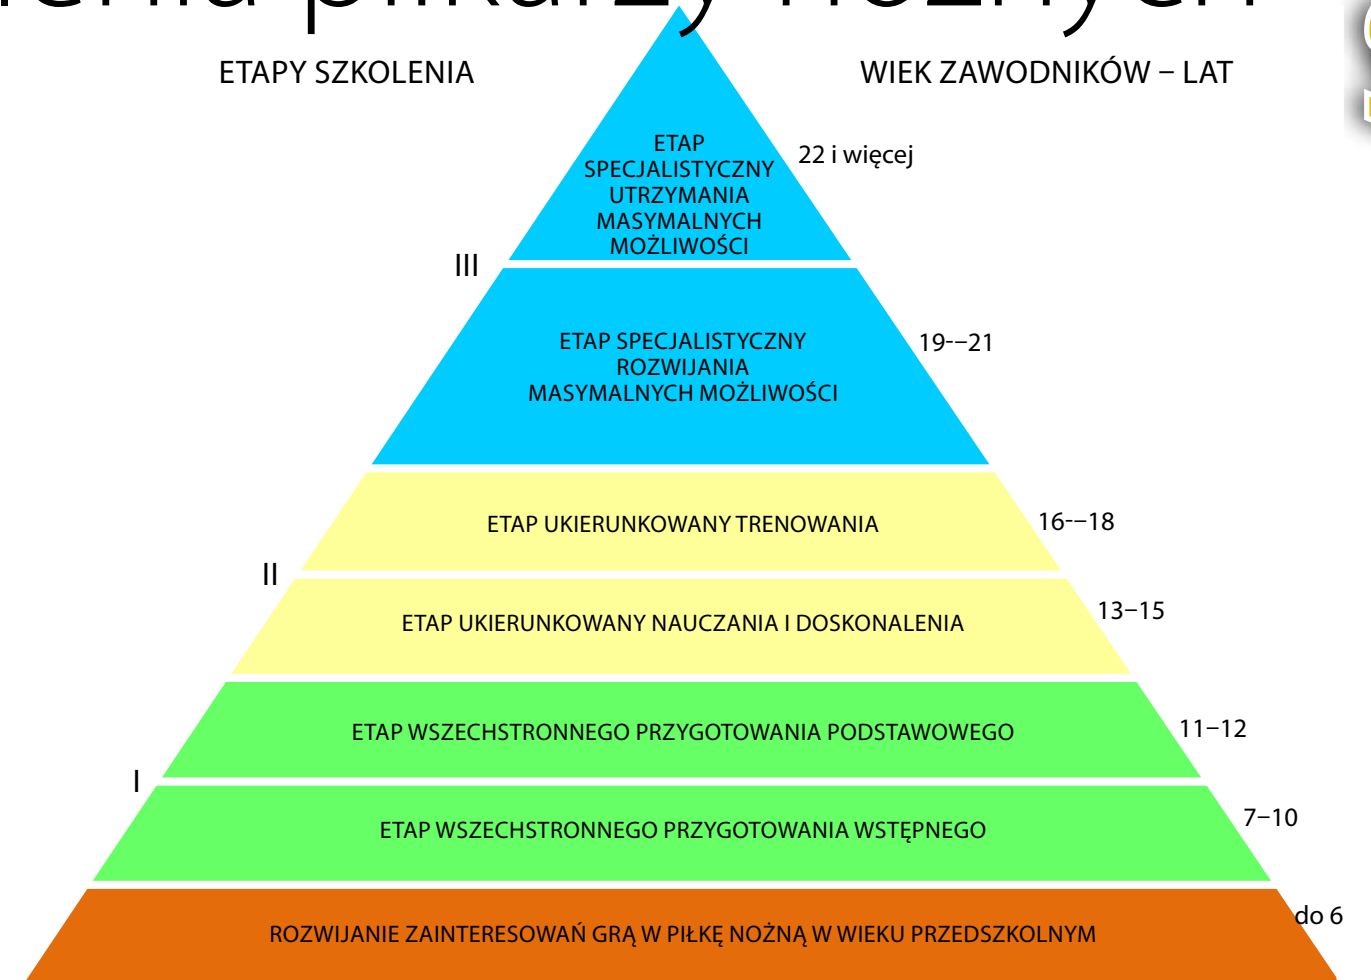 piłkarzy nożnych
ETAPY SZKOLENIA
WIEK ZAWODNIKÓW – LAT
ETAP
SPECJALISTYCZNY
UTRZYMANIA
MASYMALNYCH
MOŻLIWOŚCI
22 i więcej
III
ETAP SPECJALISTYCZNY
ROZWIJANIA
MASYMALNYCH MOŻLIWOŚCI
19-–21
ETAP UKIERUNKOWANY TRENOWANIA
16-–18
II
ETAP UKIERUNKOWANY NAUCZANIA I DOSKONALENIA
13–15
ETAP WSZECHSTRONNEGO PRZYGOTOWANIA PODSTAWOWEGO
11–12
I
ETAP WSZECHSTRONNEGO PRZYGOTOWANIA WSTĘPNEGO
7–10
ROZWIJANIE ZAINTERESOWAŃ GRĄ W PIŁKĘ NOŻNĄ W WIEKU PRZEDSZKOLNYM
do 6